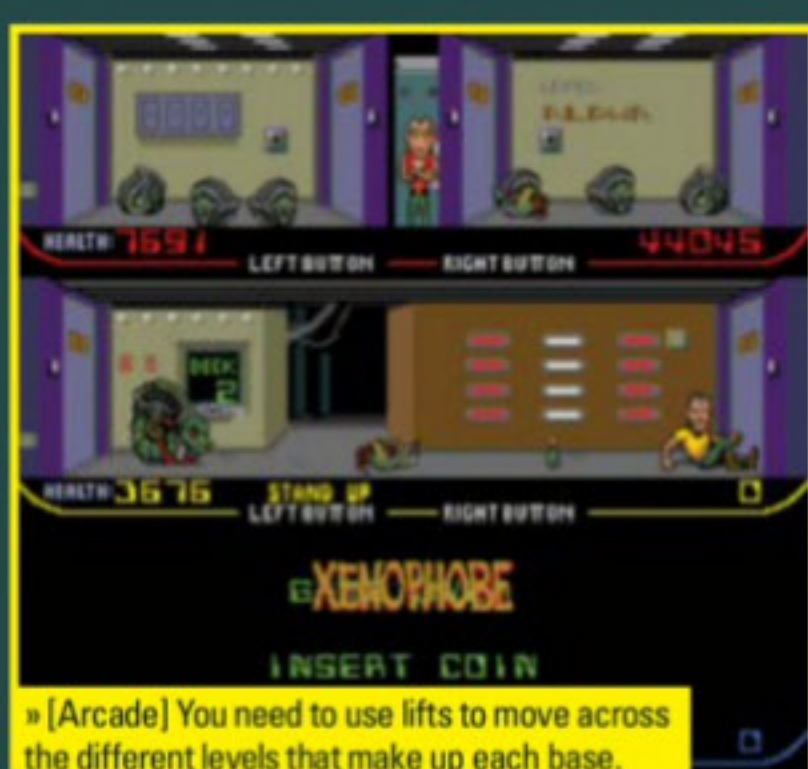 HEALTH: 7691 44045
LEFT BUTTON RIGHT BUTTON
DECK
2
HEALTH: 3676 STAND UP 0
LEFT BUTTON RIGHT BUTTON
XENOPHOBE
INSERT COIN
» [Arcade] You need to use lifts to move across
the different levels that make up each base.
0